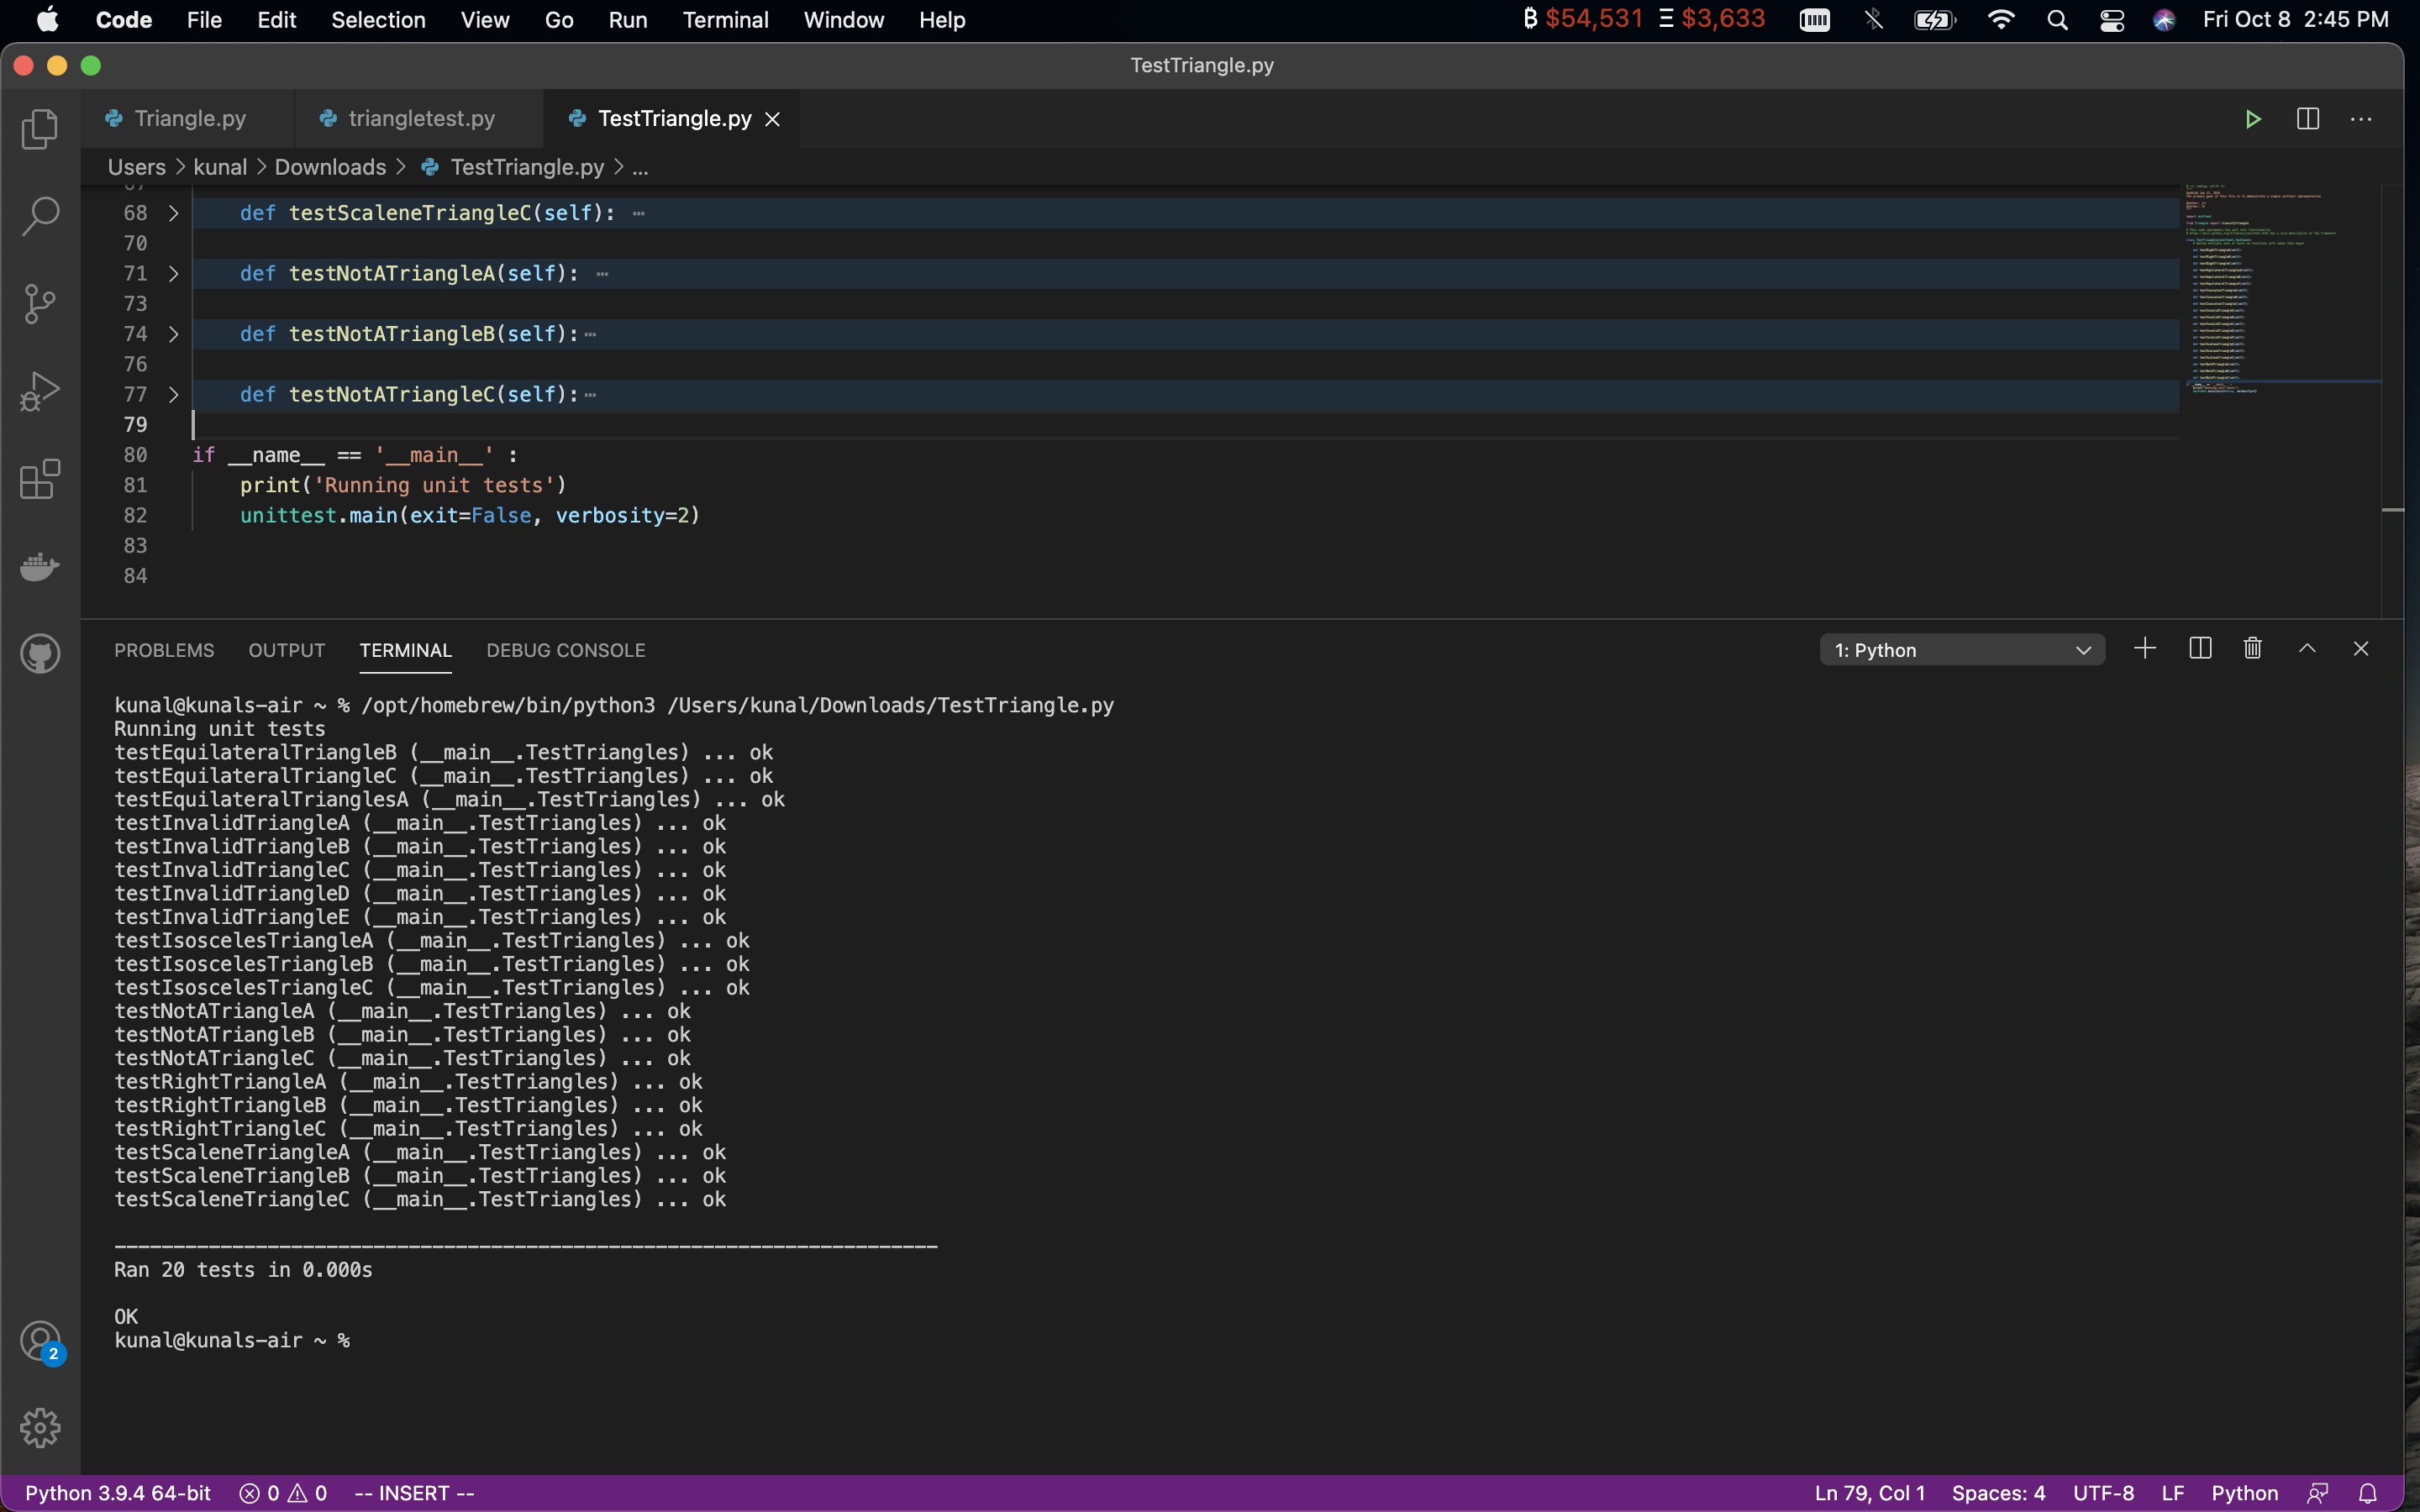 Code File Edit Selection View Go Run Terminal Window Help ₿ $54,531 Ξ $3,633 Fri Oct 8 2:45 PM
TestTriangle.py
Triangle.py triangletest.py TestTriangle.py
Users > kunal > Downloads > TestTriangle.py > ...
67
68 > def testScaleneTriangleC(self): ...
70
71 > def testNotATriangleA(self): ...
73
74 > def testNotATriangleB(self):...
76
77 > def testNotATriangleC(self):...
79
80 if __name__ == '__main__' :
81 print('Running unit tests')
82 unittest.main(exit=False, verbosity=2)
83
84
PROBLEMS OUTPUT TERMINAL DEBUG CONSOLE 1: Python
kunal@kunals-air ~ % /opt/homebrew/bin/python3 /Users/kunal/Downloads/TestTriangle.py
Running unit tests
testEquilateralTriangleB (__main__.TestTriangles) ... ok
testEquilateralTriangleC (__main__.TestTriangles) ... ok
testEquilateralTrianglesA (__main__.TestTriangles) ... ok
testInvalidTriangleA (__main__.TestTriangles) ... ok
testInvalidTriangleB (__main__.TestTriangles) ... ok
testInvalidTriangleC (__main__.TestTriangles) ... ok
testInvalidTriangleD (__main__.TestTriangles) ... ok
testInvalidTriangleE (__main__.TestTriangles) ... ok
testIsoscelesTriangleA (__main__.TestTriangles) ... ok
testIsoscelesTriangleB (__main__.TestTriangles) ... ok
testIsoscelesTriangleC (__main__.TestTriangles) ... ok
testNotATriangleA (__main__.TestTriangles) ... ok
testNotATriangleB (__main__.TestTriangles) ... ok
testNotATriangleC (__main__.TestTriangles) ... ok
testRightTriangleA (__main__.TestTriangles) ... ok
testRightTriangleB (__main__.TestTriangles) ... ok
testRightTriangleC (__main__.TestTriangles) ... ok
testScaleneTriangleA (__main__.TestTriangles) ... ok
testScaleneTriangleB (__main__.TestTriangles) ... ok
testScaleneTriangleC (__main__.TestTriangles) ... ok
----------------------------------------------------------------------
Ran 20 tests in 0.000s
OK
kunal@kunals-air ~ %
2
Python 3.9.4 64-bit 0 0 -- INSERT -- Ln 79, Col 1 Spaces: 4 UTF-8 LF Python